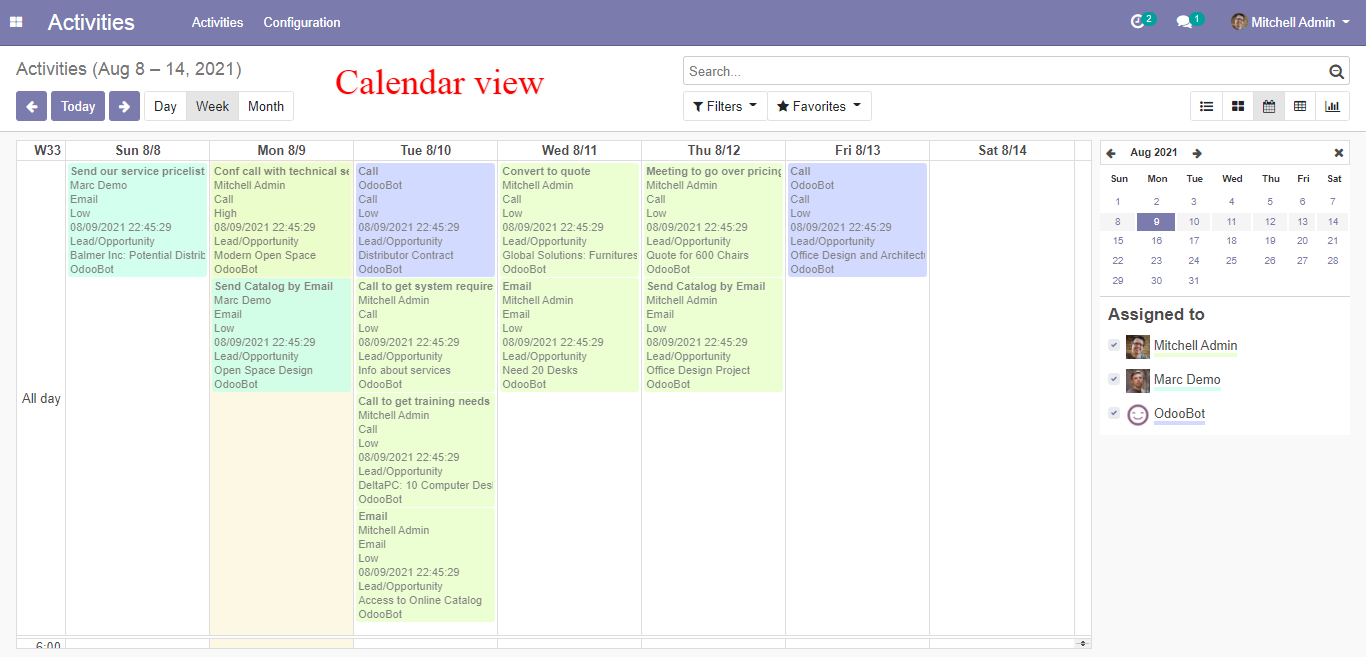 Activities
Activities Configuration
2 1 Mitchell Admin
Activities (Aug 8 – 14, 2021)
Calendar view
Search...
Today Day Week Month
Filters Favorites
W33 Sun 8/8 Mon 8/9 Tue 8/10 Wed 8/11 Thu 8/12 Fri 8/13 Sat 8/14
All day
Send our service pricelist
Marc Demo
Email
Low
08/09/2021 22:45:29
Lead/Opportunity
Balmer Inc: Potential Distrib
OdooBot
Conf call with technical se
Mitchell Admin
Call
High
08/09/2021 22:45:29
Lead/Opportunity
Modern Open Space
OdooBot
Send Catalog by Email
Marc Demo
Email
Low
08/09/2021 22:45:29
Lead/Opportunity
Open Space Design
OdooBot
Call
OdooBot
Call
Low
08/09/2021 22:45:29
Lead/Opportunity
Distributor Contract
OdooBot
Call to get system require
Mitchell Admin
Call
Low
08/09/2021 22:45:29
Lead/Opportunity
Info about services
OdooBot
Call to get training needs
Mitchell Admin
Call
Low
08/09/2021 22:45:29
Lead/Opportunity
DeltaPC: 10 Computer Des
OdooBot
Email
Mitchell Admin
Email
Low
08/09/2021 22:45:29
Lead/Opportunity
Access to Online Catalog
OdooBot
Convert to quote
Mitchell Admin
Call
Low
08/09/2021 22:45:29
Lead/Opportunity
Global Solutions: Furnitures
OdooBot
Email
Mitchell Admin
Email
Low
08/09/2021 22:45:29
Lead/Opportunity
Need 20 Desks
OdooBot
Meeting to go over pricing
Mitchell Admin
Call
Low
08/09/2021 22:45:29
Lead/Opportunity
Quote for 600 Chairs
OdooBot
Send Catalog by Email
Mitchell Admin
Email
Low
08/09/2021 22:45:29
Lead/Opportunity
Office Design Project
OdooBot
Call
OdooBot
Call
Low
08/09/2021 22:45:29
Lead/Opportunity
Office Design and Architect
OdooBot
6:00
Aug 2021
Sun Mon Tue Wed Thu Fri Sat
1 2 3 4 5 6 7
8 9 10 11 12 13 14
15 16 17 18 19 20 21
22 23 24 25 26 27 28
29 30 31
Assigned to
Mitchell Admin
Marc Demo
OdooBot